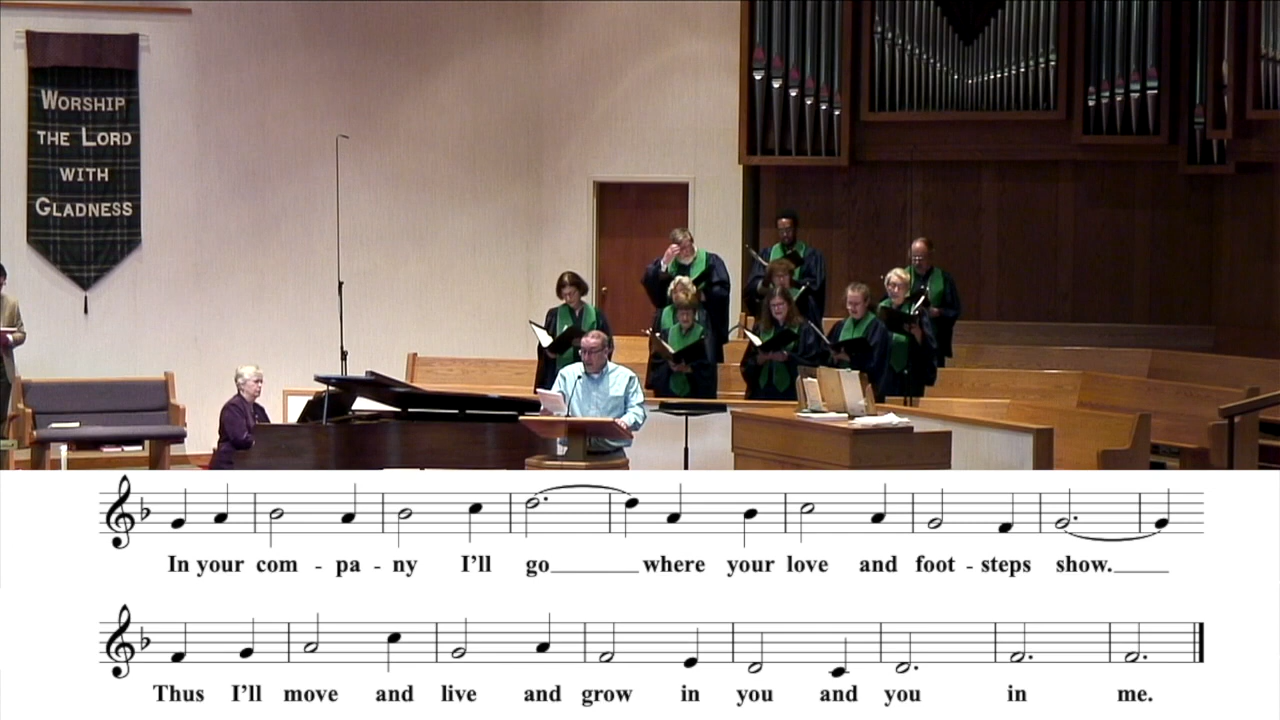 WORSHIP
THE LORD
WITH
GLADNESS
In your com - pa - ny I'll go where your love and foot - steps show.
Thus I'll move and live and grow in you and you in me.